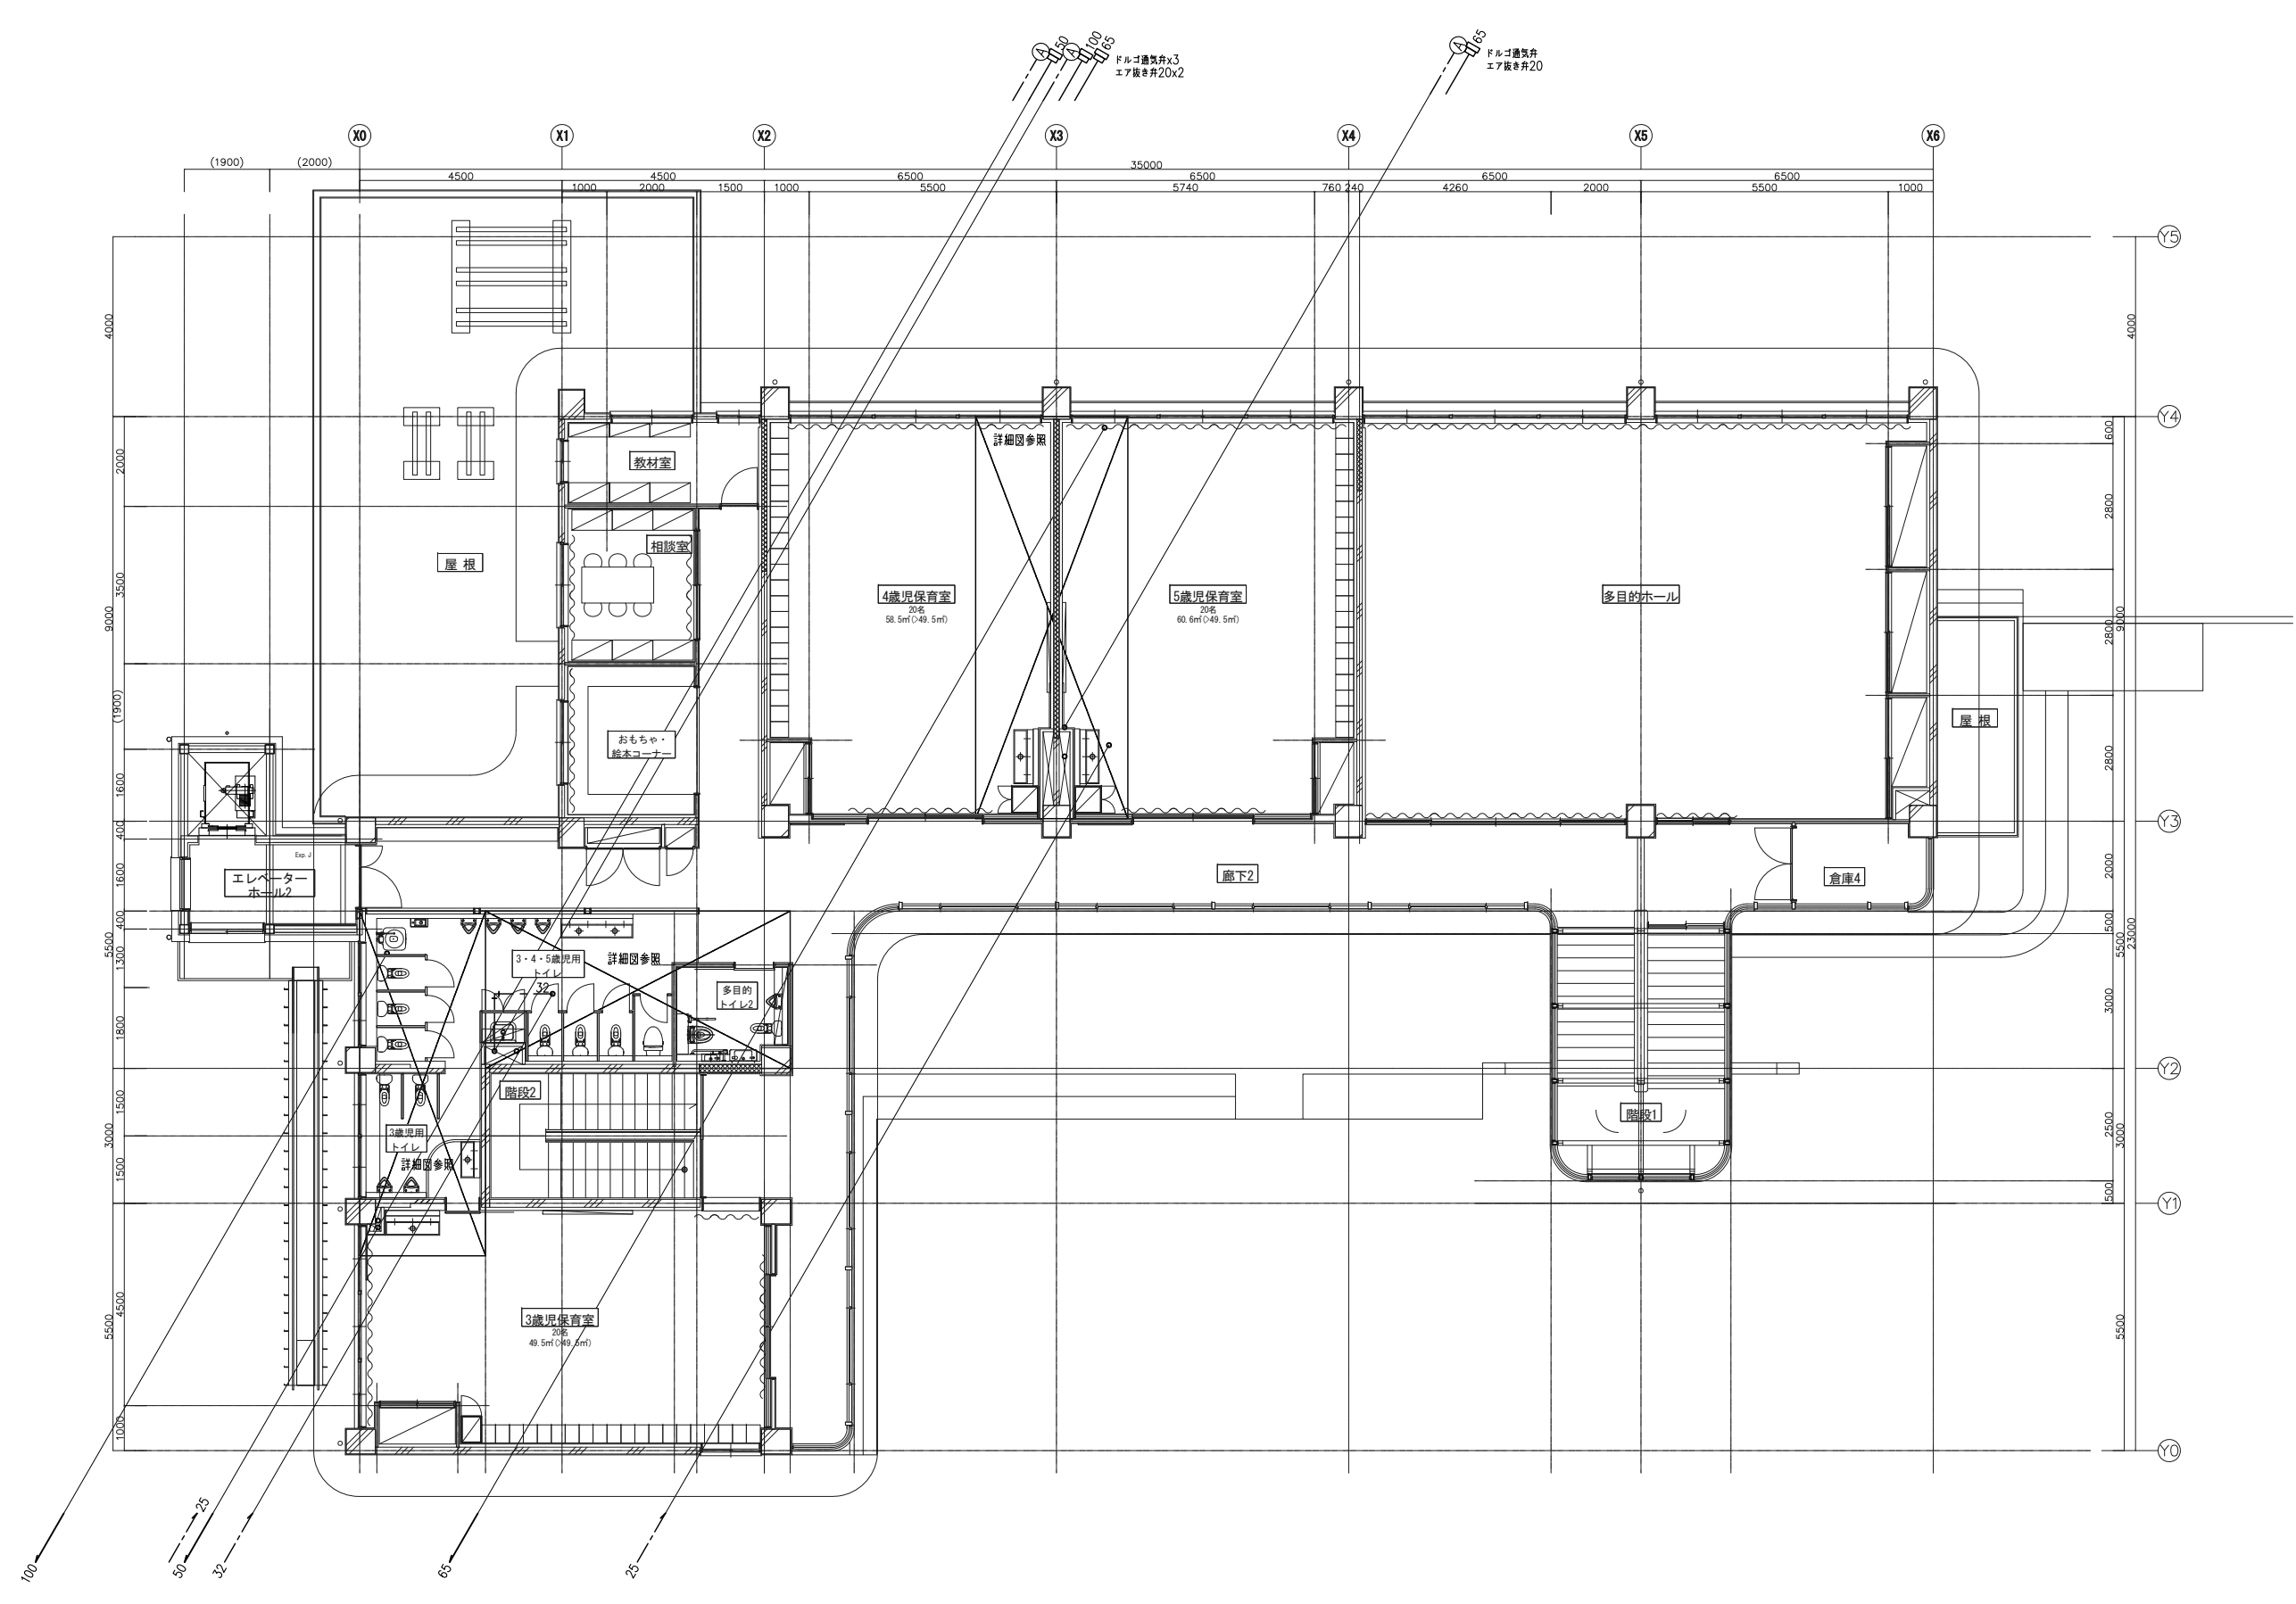 50
100
65
65
A
A
A
ドルゴ通気弁x3
エア抜き弁20x2
ドルゴ通気弁
エア抜き弁20
X0
X1
X2
X3
X4
X5
X6
(1900)
(2000)
35000
4500
4500
6500
6500
6500
6500
1000
2000
1500
1000
5500
5740
760
240
4260
2000
5500
1000
Y5
4000
4000
Y4
600
詳細図参照
教材室
2000
2800
相談室
屋 根
3500
9000
4歳児保育室
20名
58.5㎡(>49.5㎡)
5歳児保育室
20名
60.6㎡(>49.5㎡)
多目的ホール
2800
9000
(1900)
屋 根
おもちゃ・
絵本コーナー
2800
1600
400
Y3
Exp.J
エレベーター
ホール2
1600
廊下2
倉庫4
2000
400
500
5500
1300
5500
23000
3・4・5歳児用
トイレ
詳細図参照
32
多目的
トイレ2
3000
1800
Y2
階段2
1500
階段1
2500
3000
3000
3歳児用
トイレ
詳細図参照
1500
500
Y1
3歳児保育室
20名
49.5㎡(>49.5㎡)
4500
5500
5500
1000
Y0
25
100
50
32
65
25